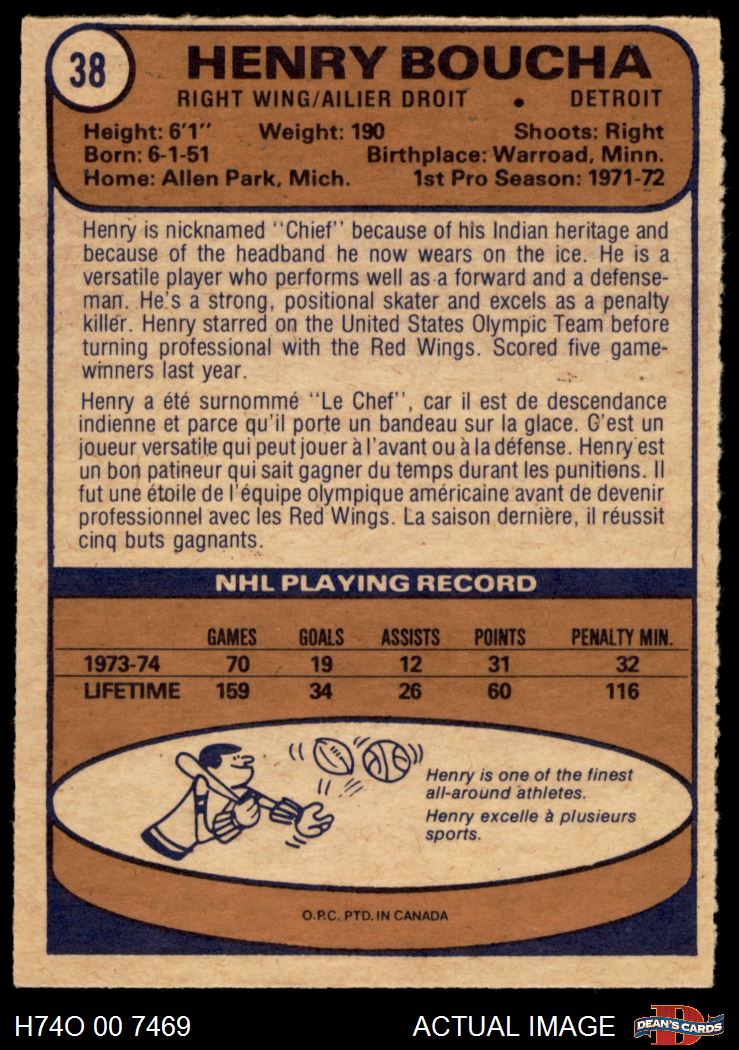 38
HENRY BOUCHA
RIGHT WING/AILIER DROIT • DETROIT
Height: 6'1" Weight: 190 Shoots: Right
Born: 6-1-51 Birthplace: Warroad, Minn.
Home: Allen Park, Mich. 1st Pro Season: 1971-72
Henry is nicknamed "Chief" because of his Indian heritage and
because of the headband he now wears on the ice. He is a
versatile player who performs well as a forward and a defense-
man. He's a strong, positional skater and excels as a penalty
killer. Henry starred on the United States Olympic Team before
turning professional with the Red Wings. Scored five game-
winners last year.
Henry a été surnommé "Le Chef", car il est de descendance
indienne et parce qu'il porte un bandeau sur la glace. C'est un
joueur versatile qui peut jouer à l'avant ou à la défense. Henry est
un bon patineur qui sait gagner du temps durant les punitions. Il
fut une étoile de l'équipe olympique américaine avant de devenir
professionnel avec les Red Wings. La saison dernière, il réussit
cinq buts gagnants.
NHL PLAYING RECORD
GAMES GOALS ASSISTS POINTS PENALTY MIN.
1973-74 70 19 12 31 32
LIFETIME 159 34 26 60 116
Henry is one of the finest
all-around athletes.
Henry excelle à plusieurs
sports.
O.P.C. PTD. IN CANADA
H74O 00 7469 ACTUAL IMAGE D DEAN'S CARDS